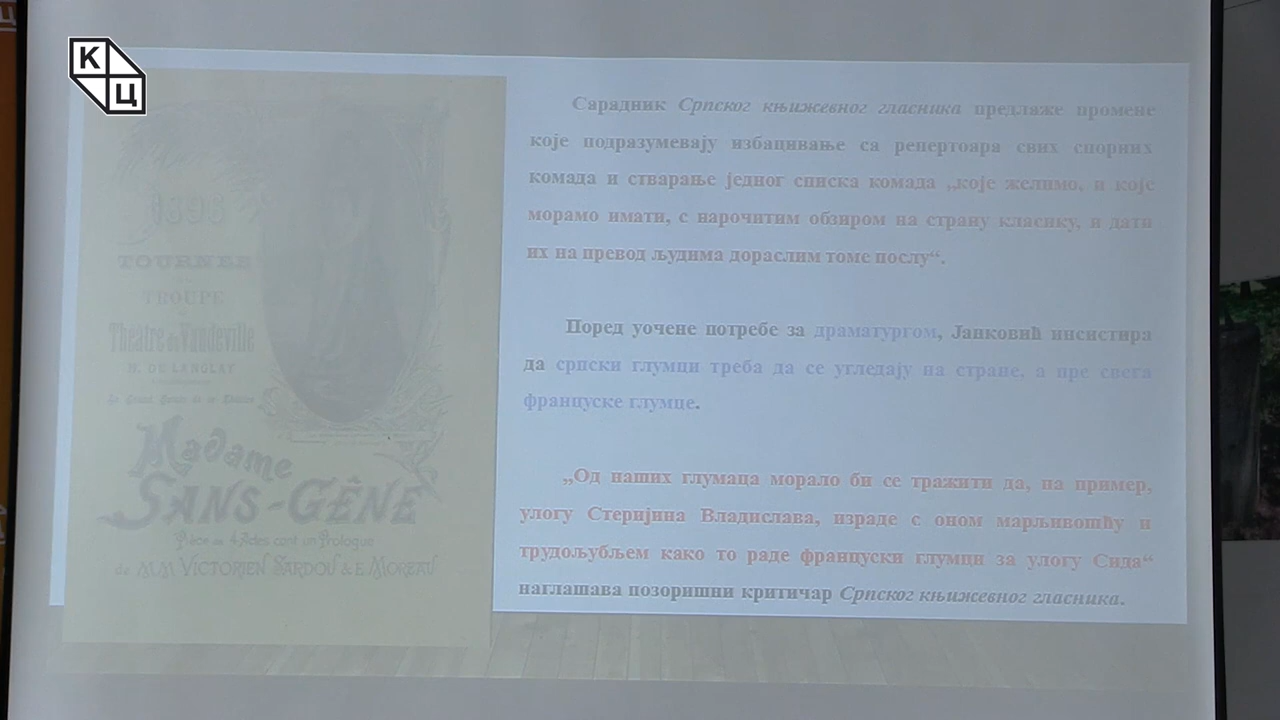 К
Ц
1896
TOURNÉE
TROUPE
Théâtre du Vaudeville
Madame
SANS-GÊNE
Pièce en 4 Actes dont un Prologue
de MM. VICTORIEN SARDOU & E. MOREAU
Сарадник Српског књижевног гласника предлаже промене
које подразумевају избацивање са репертоара свих спорних
комада и стварање једног списка комада „које желимо, и које
морамо имати, с нарочитим обзиром на страну класику, и дати
их на превод људима дораслим томе послу“.
Поред уочене потребе за драматургом, Јанковић инсистира
да српски глумци треба да се угледају на стране, а пре свега
француске глумце.
„Од наших глумаца морало би се тражити да, на пример,
улогу Стеријина Владислава, израде с оном марљивошћу и
трудољубљем како то раде француски глумци за улогу Сида“
наглашава позоришни критичар Српског књижевног гласника.